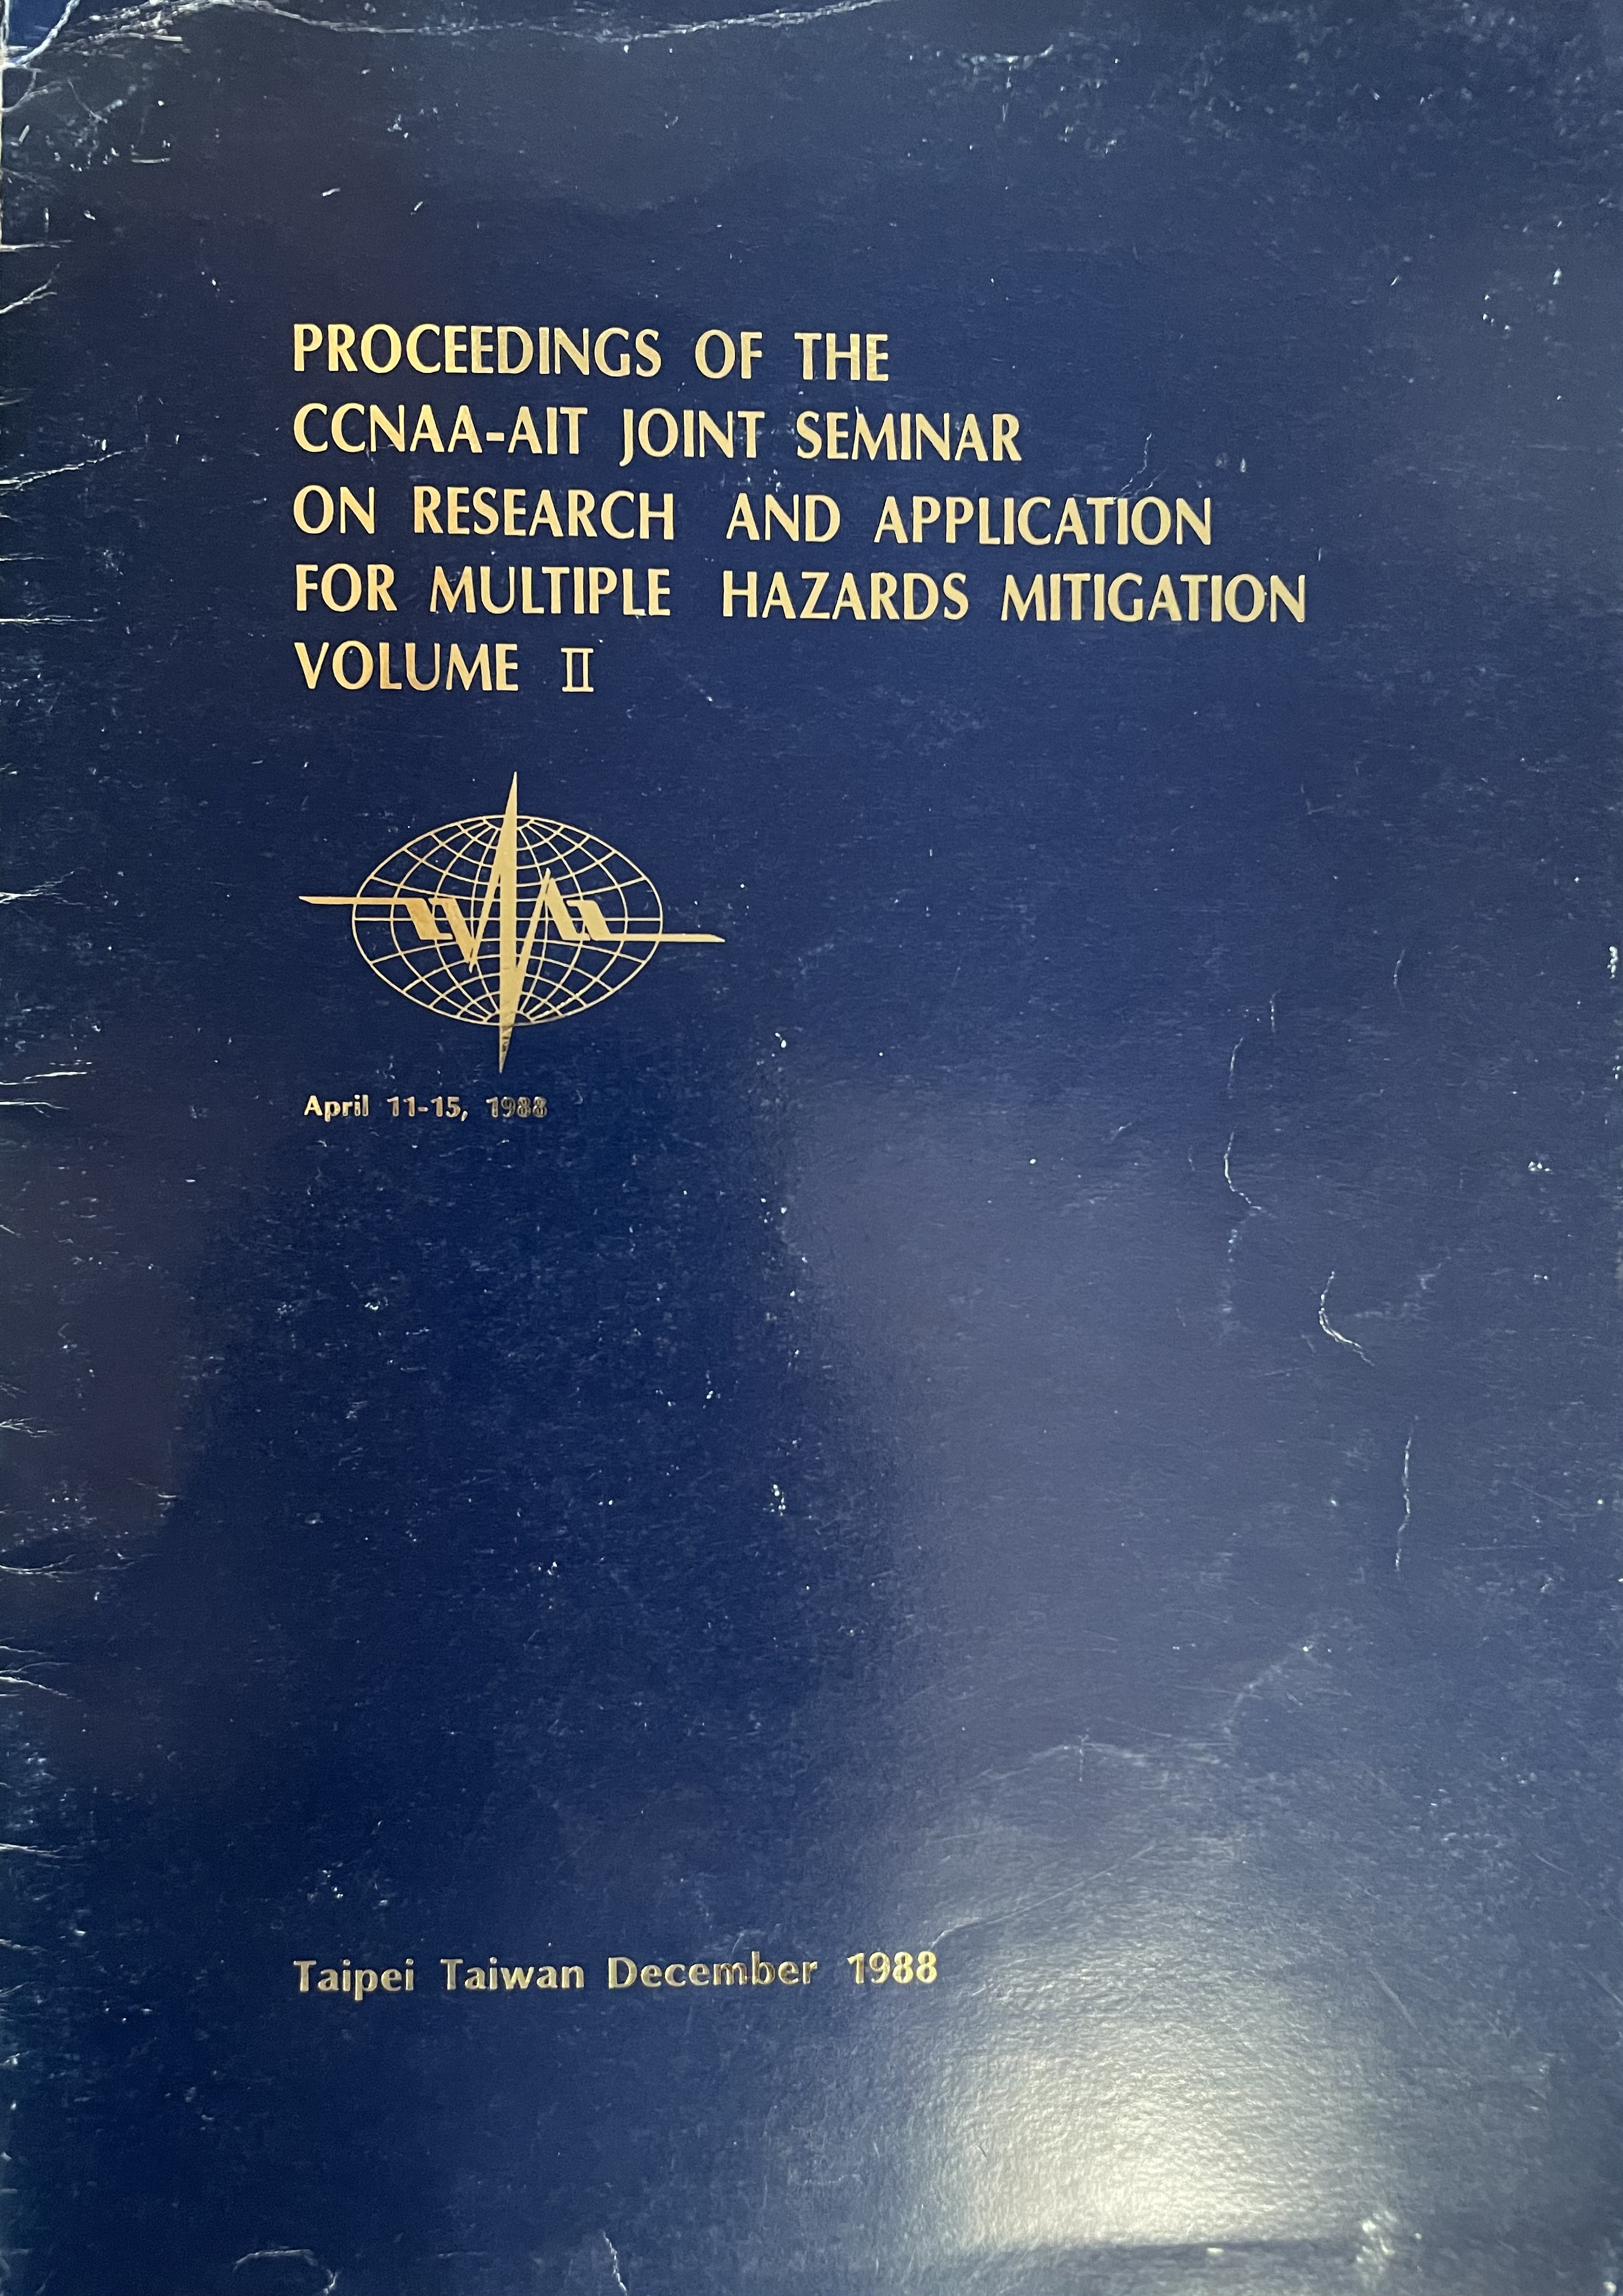 PROCEEDINGS OF THE
CCNAA-AIT JOINT SEMINAR
ON RESEARCH AND APPLICATION
FOR MULTIPLE HAZARDS MITIGATION
VOLUME II
April 11-15, 1988
Taipei Taiwan December 1988